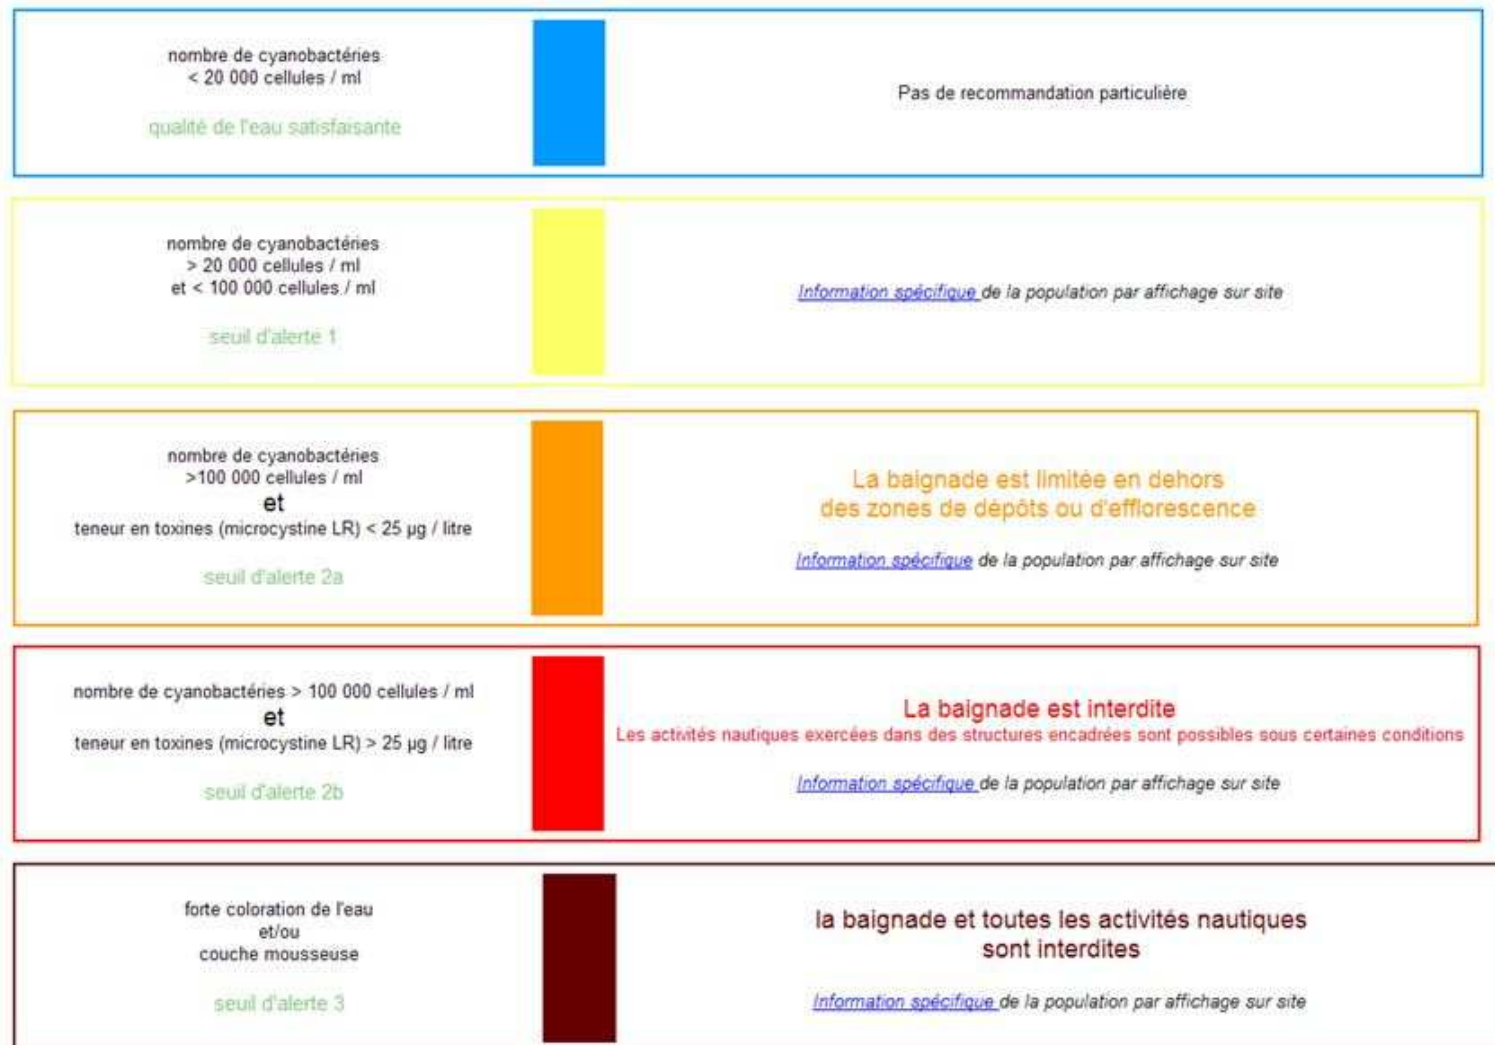 nombre de cyanobactéries
< 20 000 cellules / ml
qualité de l'eau satisfaisante
Pas de recommandation particulière
nombre de cyanobactéries
> 20 000 cellules / ml
et < 100 000 cellules / ml
seuil d'alerte 1
Information spécifique de la population par affichage sur site
nombre de cyanobactéries
>100 000 cellules / ml
et
teneur en toxines (microcystine LR) < 25 µg / litre
seuil d'alerte 2a
La baignade est limitée en dehors
des zones de dépôts ou d'efflorescence
Information spécifique de la population par affichage sur site
nombre de cyanobactéries > 100 000 cellules / ml
et
teneur en toxines (microcystine LR) > 25 µg / litre
seuil d'alerte 2b
La baignade est interdite
Les activités nautiques exercées dans des structures encadrées sont possibles sous certaines conditions
Information spécifique de la population par affichage sur site
forte coloration de l'eau
et/ou
couche mousseuse
seuil d'alerte 3
la baignade et toutes les activités nautiques
sont interdites
Information spécifique de la population par affichage sur site